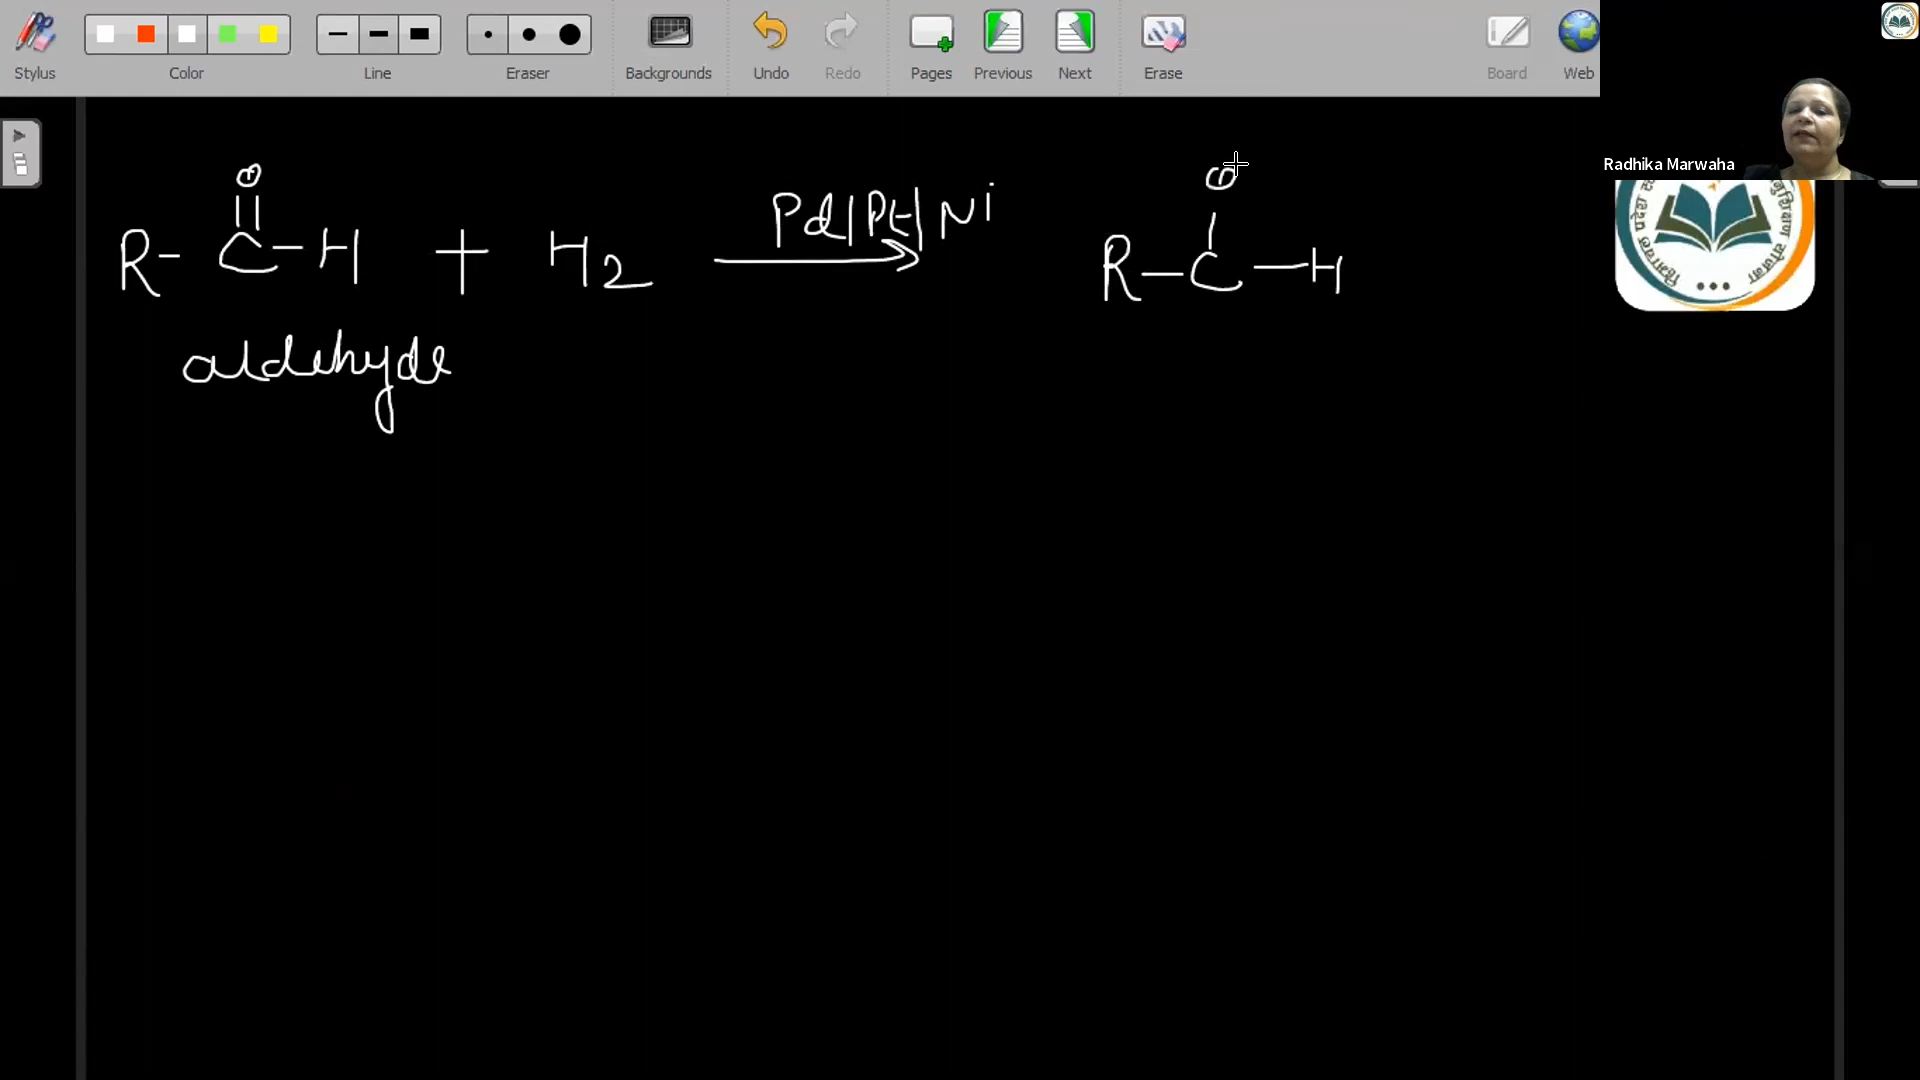 Stylus Color Line Eraser Backgrounds Undo Redo Pages Previous Next Erase Board Web
Radhika Marwaha
O O
|| Pd/Pt/Ni |
R- C-H + H2 → R-C-H
aldehyde